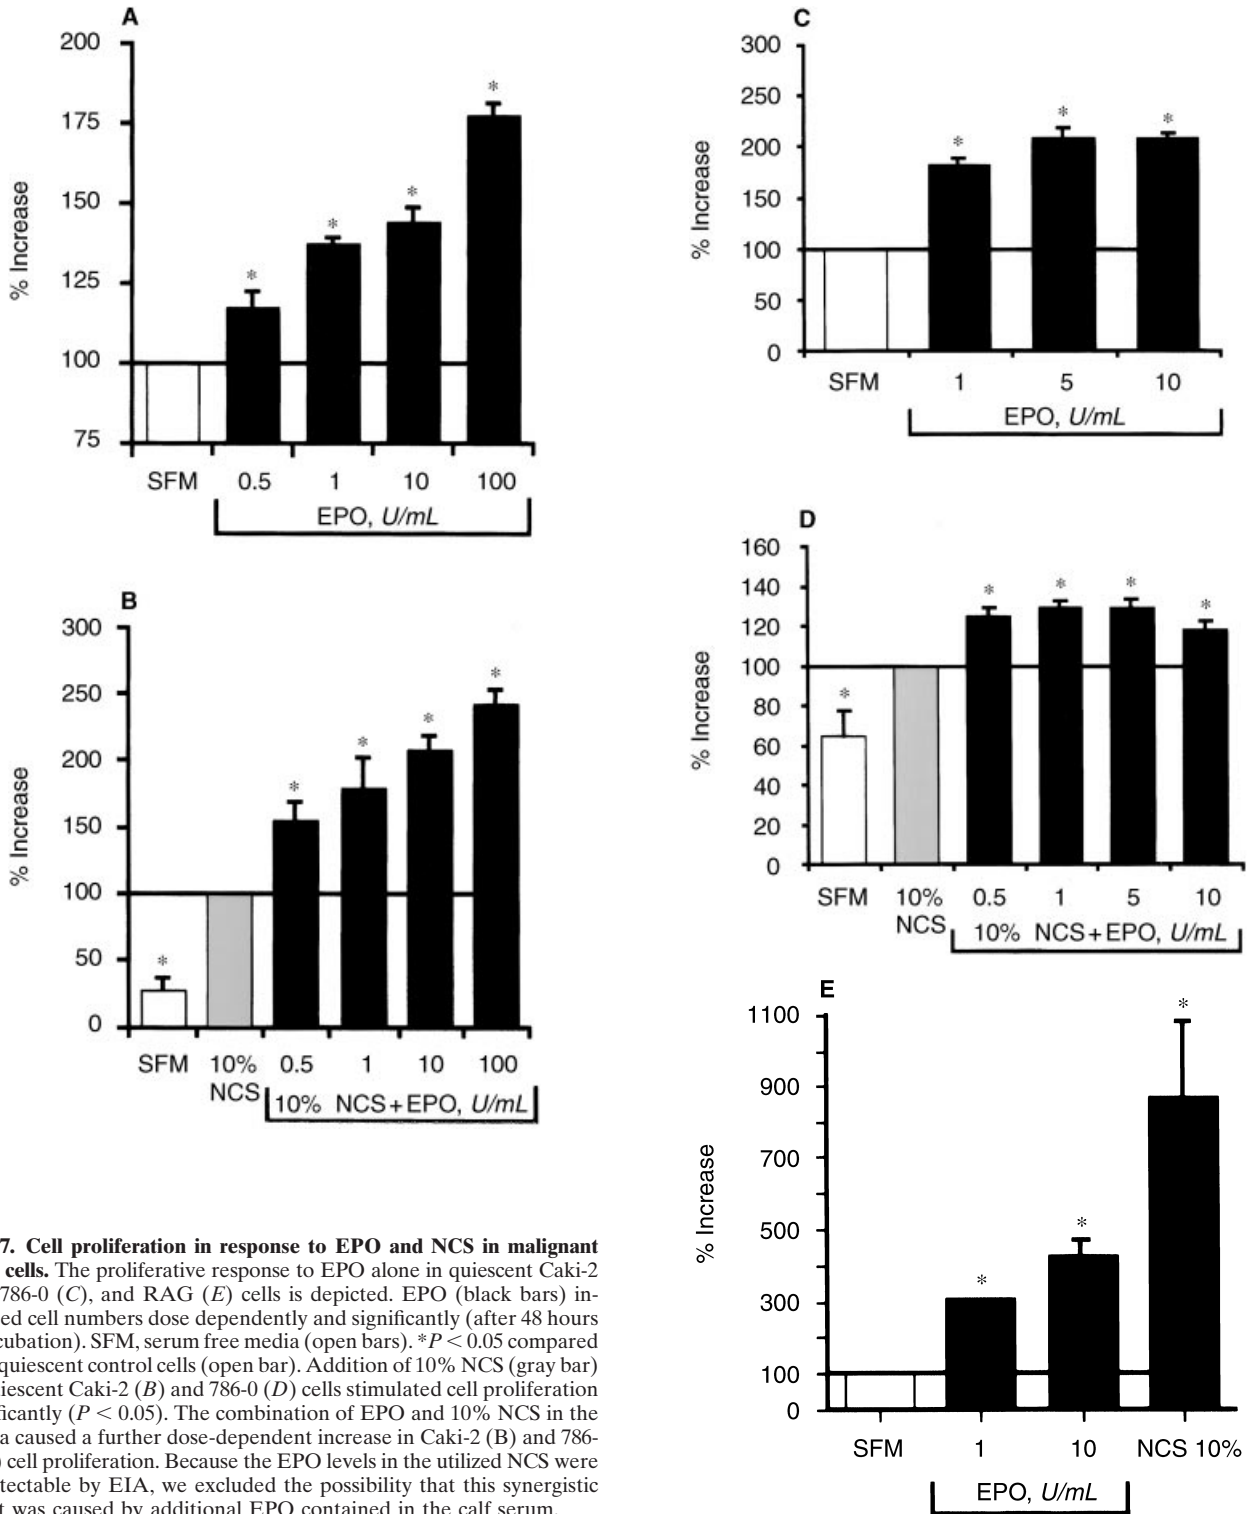 A
200
175
150
125
100
75
% Increase
*
*
*
*
SFM 0.5 1 10 100
EPO, U/mL
B
300
250
200
150
100
50
0
% Increase
*
*
*
*
*
SFM 10% 0.5 1 10 100
NCS
10% NCS+EPO, U/mL
7. Cell proliferation in response to EPO and NCS in malignant
cells. The proliferative response to EPO alone in quiescent Caki-2
786-0 (C), and RAG (E) cells is depicted. EPO (black bars) in-
ed cell numbers dose dependently and significantly (after 48 hours
cubation). SFM, serum free media (open bars). *P < 0.05 compared
quiescent control cells (open bar). Addition of 10% NCS (gray bar)
iescent Caki-2 (B) and 786-0 (D) cells stimulated cell proliferation
ficantly (P < 0.05). The combination of EPO and 10% NCS in the
a caused a further dose-dependent increase in Caki-2 (B) and 786-
) cell proliferation. Because the EPO levels in the utilized NCS were
tectable by EIA, we excluded the possibility that this synergistic
t was caused by additional EPO contained in the calf serum.
C
300
250
200
150
100
50
0
% Increase
*
*
*
SFM 1 5 10
EPO, U/mL
D
160
140
120
100
80
60
40
20
0
% Increase
*
*
*
*
*
SFM 10% 0.5 1 5 10
NCS
10% NCS+EPO, U/mL
E
1100
900
700
500
300
100
0
% Increase
*
*
*
SFM 1 10 NCS 10%
EPO, U/mL